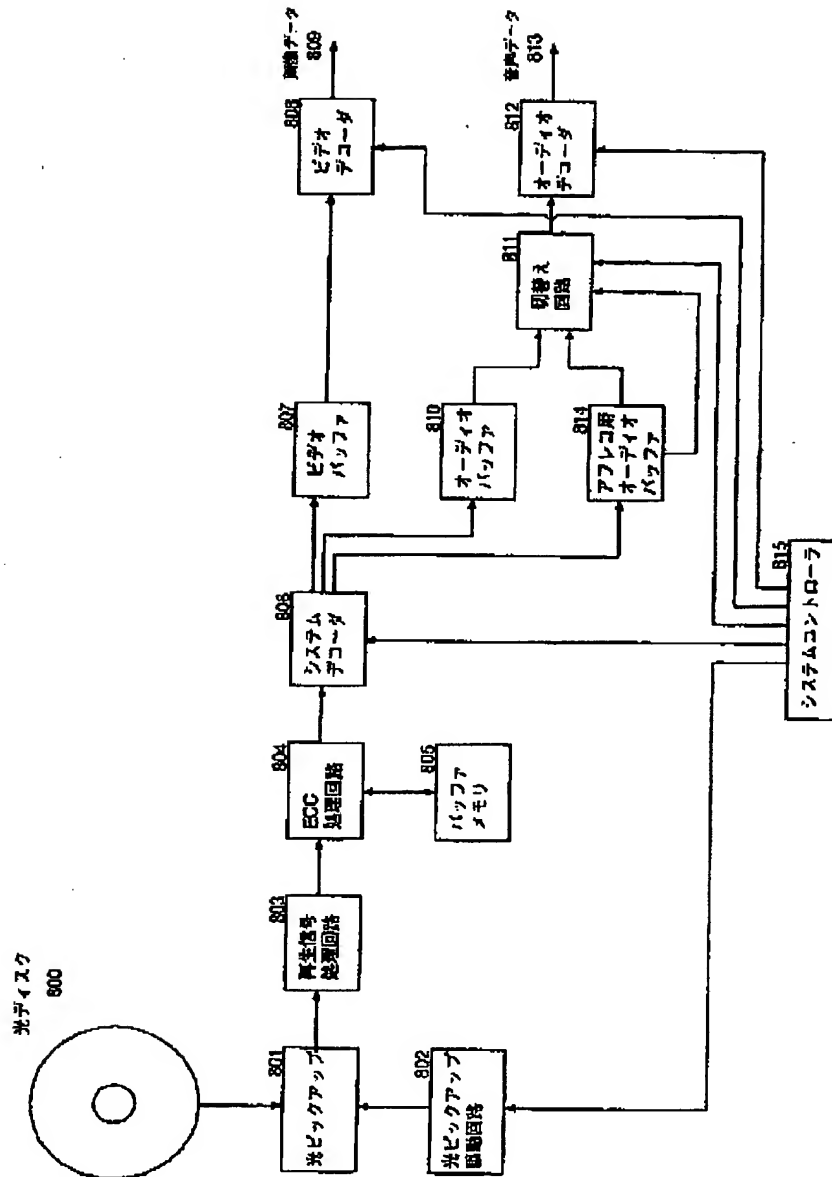 光ディスク
800
801
光ピックアップ
802
光ピックアップ
駆動回路
803
再生信号
処理回路
804
ECC
処理回路
805
バッファ
メモリ
806
システム
デコーダ
807
ビデオ
バッファ
808
ビデオ
デコーダ
画像データ
809
810
オーディオ
バッファ
811
切替え
回路
812
オーディオ
デコーダ
音声データ
813
814
アフレコ用
オーディオ
バッファ
815
システムコントローラ